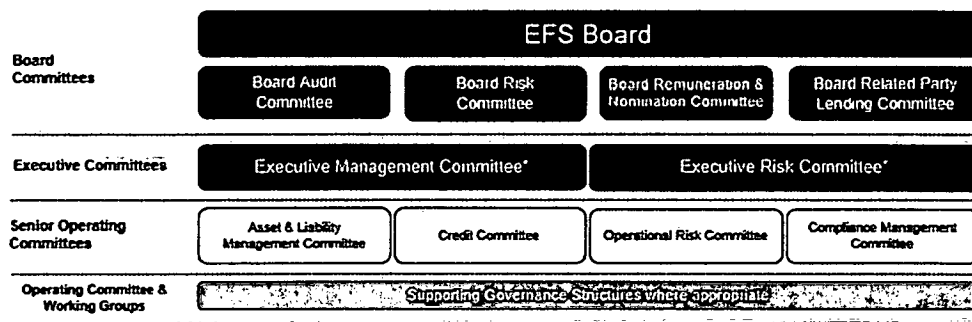 EFS Board
Board
Committees
Board Audit
Committee
Board Risk
Committee
Board Remuneration &
Nomination Committee
Board Related Party
Lending Committee
Executive Committees
Executive Management Committee*
Executive Risk Committee*
Senior Operating
Committees
Asset & Liability
Management Committee
Credit Committee
Operational Risk Committee
Compliance Management
Committee
Operating Committee &
Working Groups
Supporting Governance Structures where appropriate